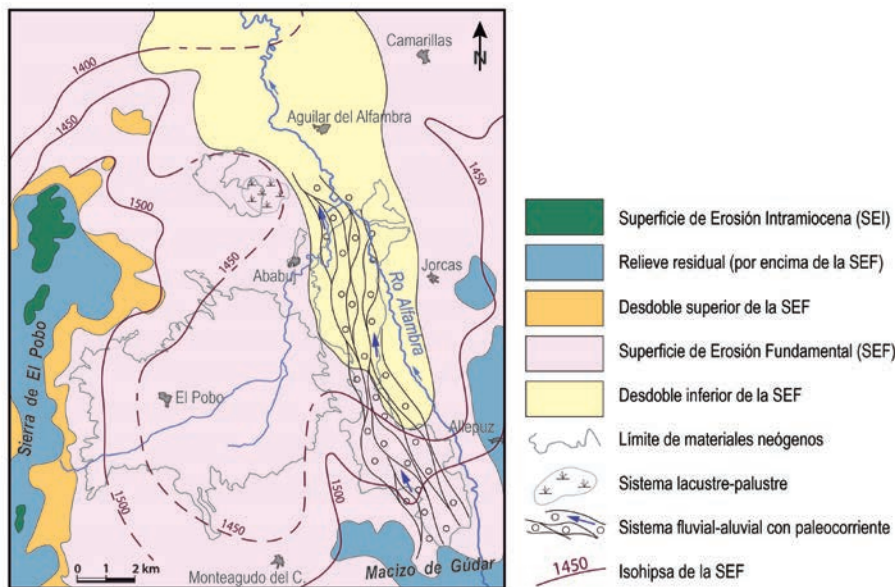 Camarillas
N
1400
1450
Aguilar del Alfambra
1450
1500
1450
Ababuj
Jorcas
Río Alfambra
Sierra de El Pobo
El Pobo
Allepuz
1500
1450
1500
0 1 2 km
Monteagudo del C.
Macizo de Gúdar
Superficie de Erosión Intramiocena (SEI)
Relieve residual (por encima de la SEF)
Desdoble superior de la SEF
Superficie de Erosión Fundamental (SEF)
Desdoble inferior de la SEF
Límite de materiales neógenos
Sistema lacustre-palustre
Sistema fluvial-aluvial con paleocorriente
1450
Isohipsa de la SEF